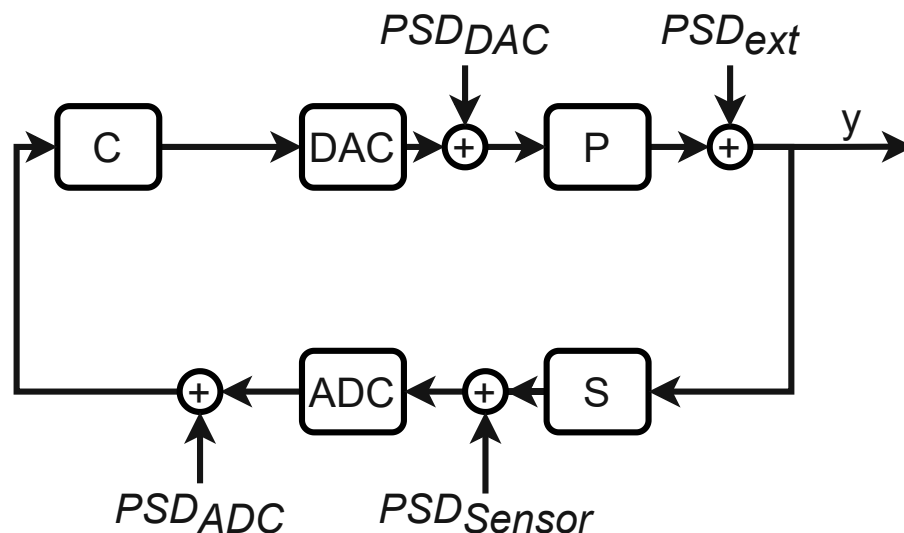 PSD_DAC
PSD_ext
C
DAC
+
P
+
y
+
ADC
+
S
PSD_ADC
PSD_Sensor